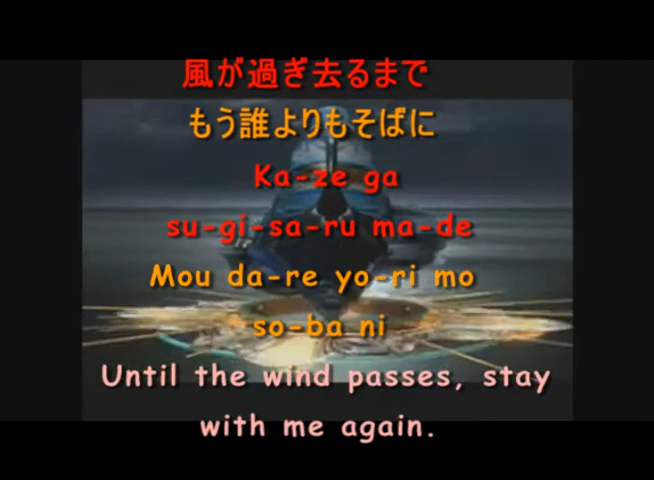 風が過ぎ去るまで
もう誰よりもそばに
Ka-ze ga
su-gi-sa-ru ma-de
Mou da-re yo-ri mo
so-ba ni
Until the wind passes, stay
with me again.